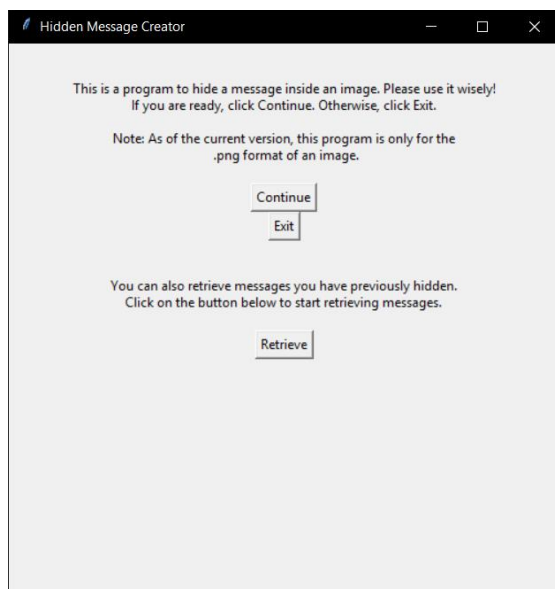 Hidden Message Creator
This is a program to hide a message inside an image. Please use it wisely!
If you are ready, click Continue. Otherwise, click Exit.
Note: As of the current version, this program is only for the
.png format of an image.
Continue
Exit
You can also retrieve messages you have previously hidden.
Click on the button below to start retrieving messages.
Retrieve